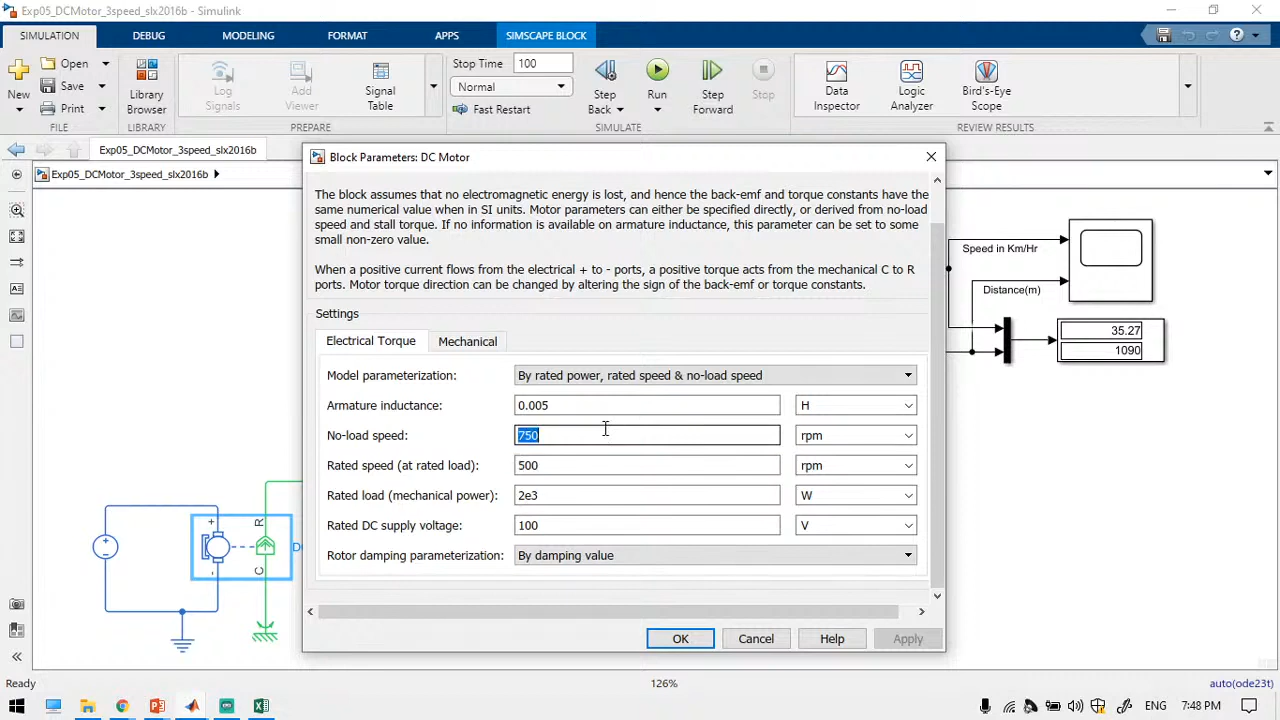 Exp05_DCMotor_3speed_slx2016b - Simulink
SIMULATION DEBUG MODELING FORMAT APPS SIMSCAPE BLOCK
New
Open
Save
Print
FILE
Library
Browser
LIBRARY
Log
Signals
Add
Viewer
Signal
Table
PREPARE
Stop Time 100
Normal
Fast Restart
Step
Back
Run
Step
Forward
Stop
SIMULATE
Data
Inspector
Logic
Analyzer
Bird's-Eye
Scope
REVIEW RESULTS
Exp05_DCMotor_3speed_slx2016b
Exp05_DCMotor_3speed_slx2016b
Block Parameters: DC Motor
The block assumes that no electromagnetic energy is lost, and hence the back-emf and torque constants have the
same numerical value when in SI units. Motor parameters can either be specified directly, or derived from no-load
speed and stall torque. If no information is available on armature inductance, this parameter can be set to some
small non-zero value.
When a positive current flows from the electrical + to - ports, a positive torque acts from the mechanical C to R
ports. Motor torque direction can be changed by altering the sign of the back-emf or torque constants.
Settings
Electrical Torque Mechanical
Model parameterization: By rated power, rated speed & no-load speed
Armature inductance: 0.005 H
No-load speed: 750 rpm
Rated speed (at rated load): 500 rpm
Rated load (mechanical power): 2e3 W
Rated DC supply voltage: 100 V
Rotor damping parameterization: By damping value
OK Cancel Help Apply
Speed in Km/Hr
Distance(m)
35.27
1090
+
-
+
-
R
C
Ready 126% auto(ode23t)
ENG 7:48 PM